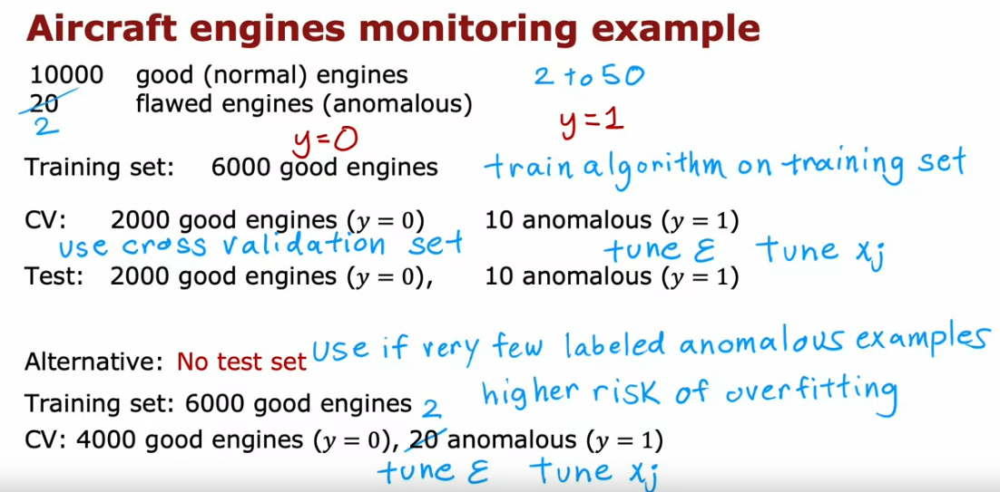 Aircraft engines monitoring example
10000 good (normal) engines 2 to 50
20 flawed engines (anomalous) y=1
2
y=0
Training set: 6000 good engines train algorithm on training set
CV: 2000 good engines (y = 0) 10 anomalous (y = 1)
use cross validation set tune ε tune xj
Test: 2000 good engines (y = 0), 10 anomalous (y = 1)
Alternative: No test set Use if very few labeled anomalous examples
higher risk of overfitting
Training set: 6000 good engines 2
CV: 4000 good engines (y = 0), 20 anomalous (y = 1)
tune ε tune xj